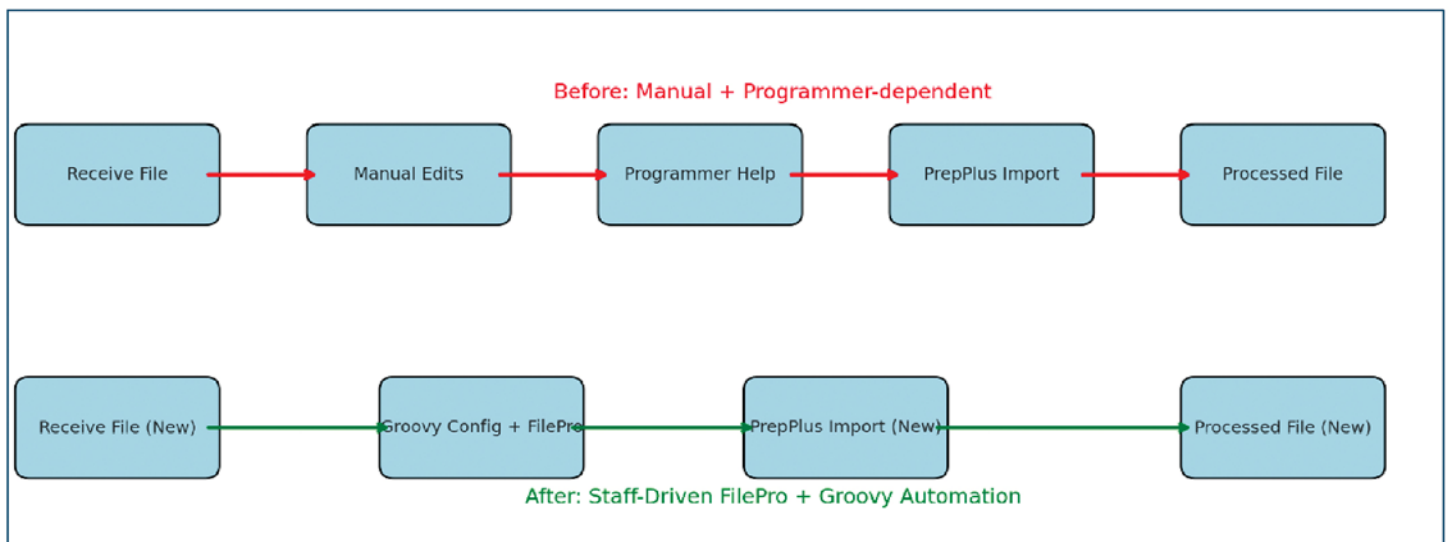 Before: Manual + Programmer-dependent
Receive File
Manual Edits
Programmer Help
PrepPlus Import
Processed File
Receive File (New)
Groovy Config + FilePro
PrepPlus Import (New)
Processed File (New)
After: Staff-Driven FilePro + Groovy Automation